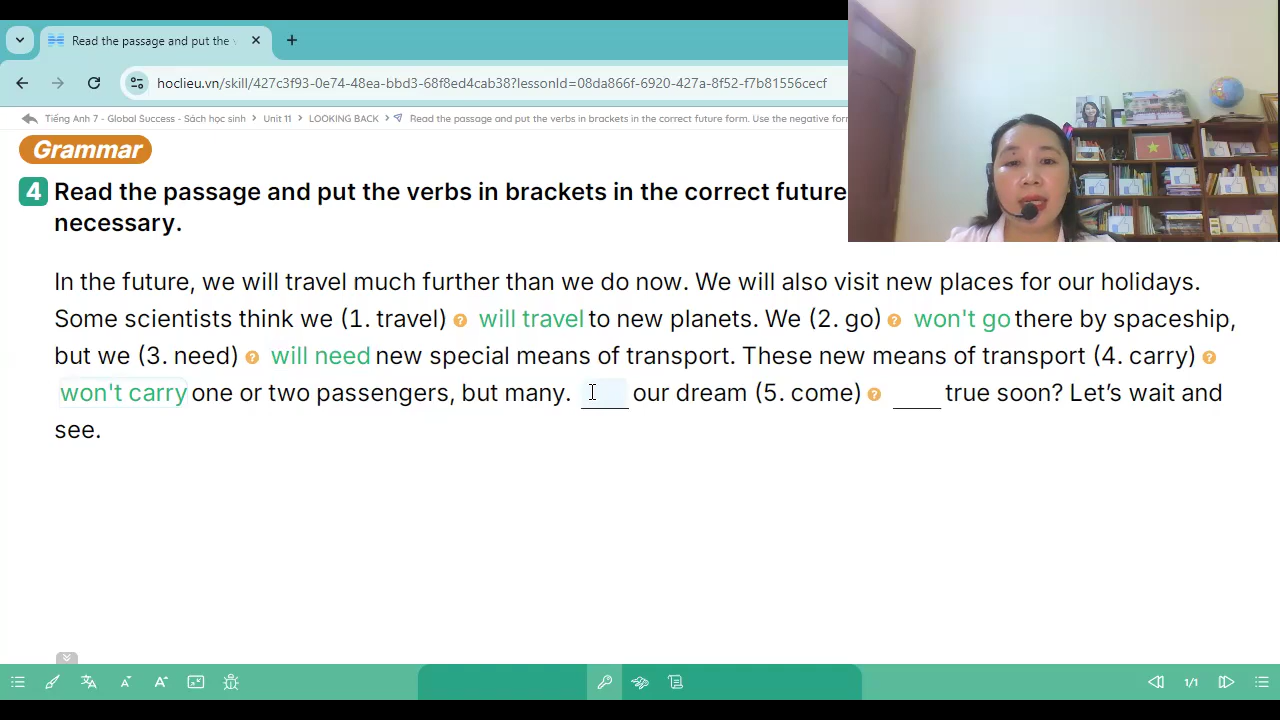 Read the passage and put the
hoclieu.vn/skill/427c3f93-0e74-48ea-bbd3-68f8ed4cab38?lessonId=08da866f-6920-427a-8f52-f7b81556cecf
Tiếng Anh 7 - Global Success - Sách học sinh > Unit 11 > LOOKING BACK > Read the passage and put the verbs in brackets in the correct future form. Use the negative form
Grammar
4 Read the passage and put the verbs in brackets in the correct future
necessary.
In the future, we will travel much further than we do now. We will also visit new places for our holidays.
Some scientists think we (1. travel) ? will travel to new planets. We (2. go) ? won't go there by spaceship,
but we (3. need) ? will need new special means of transport. These new means of transport (4. carry) ?
won't carry one or two passengers, but many. ___ our dream (5. come) ? ___ true soon? Let’s wait and
see.
1/1